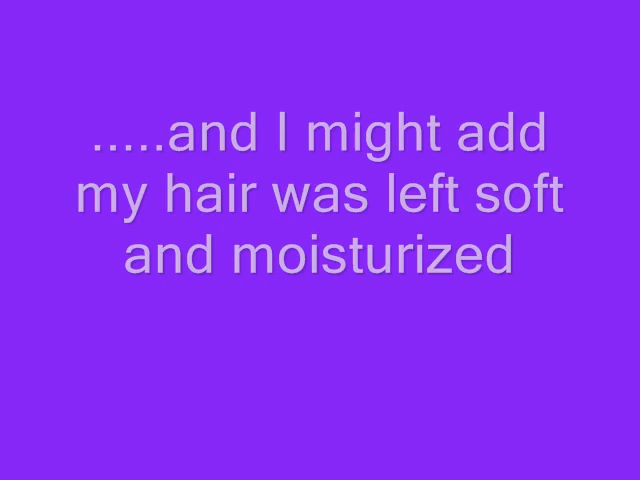 .....and I might add
my hair was left soft
and moisturized